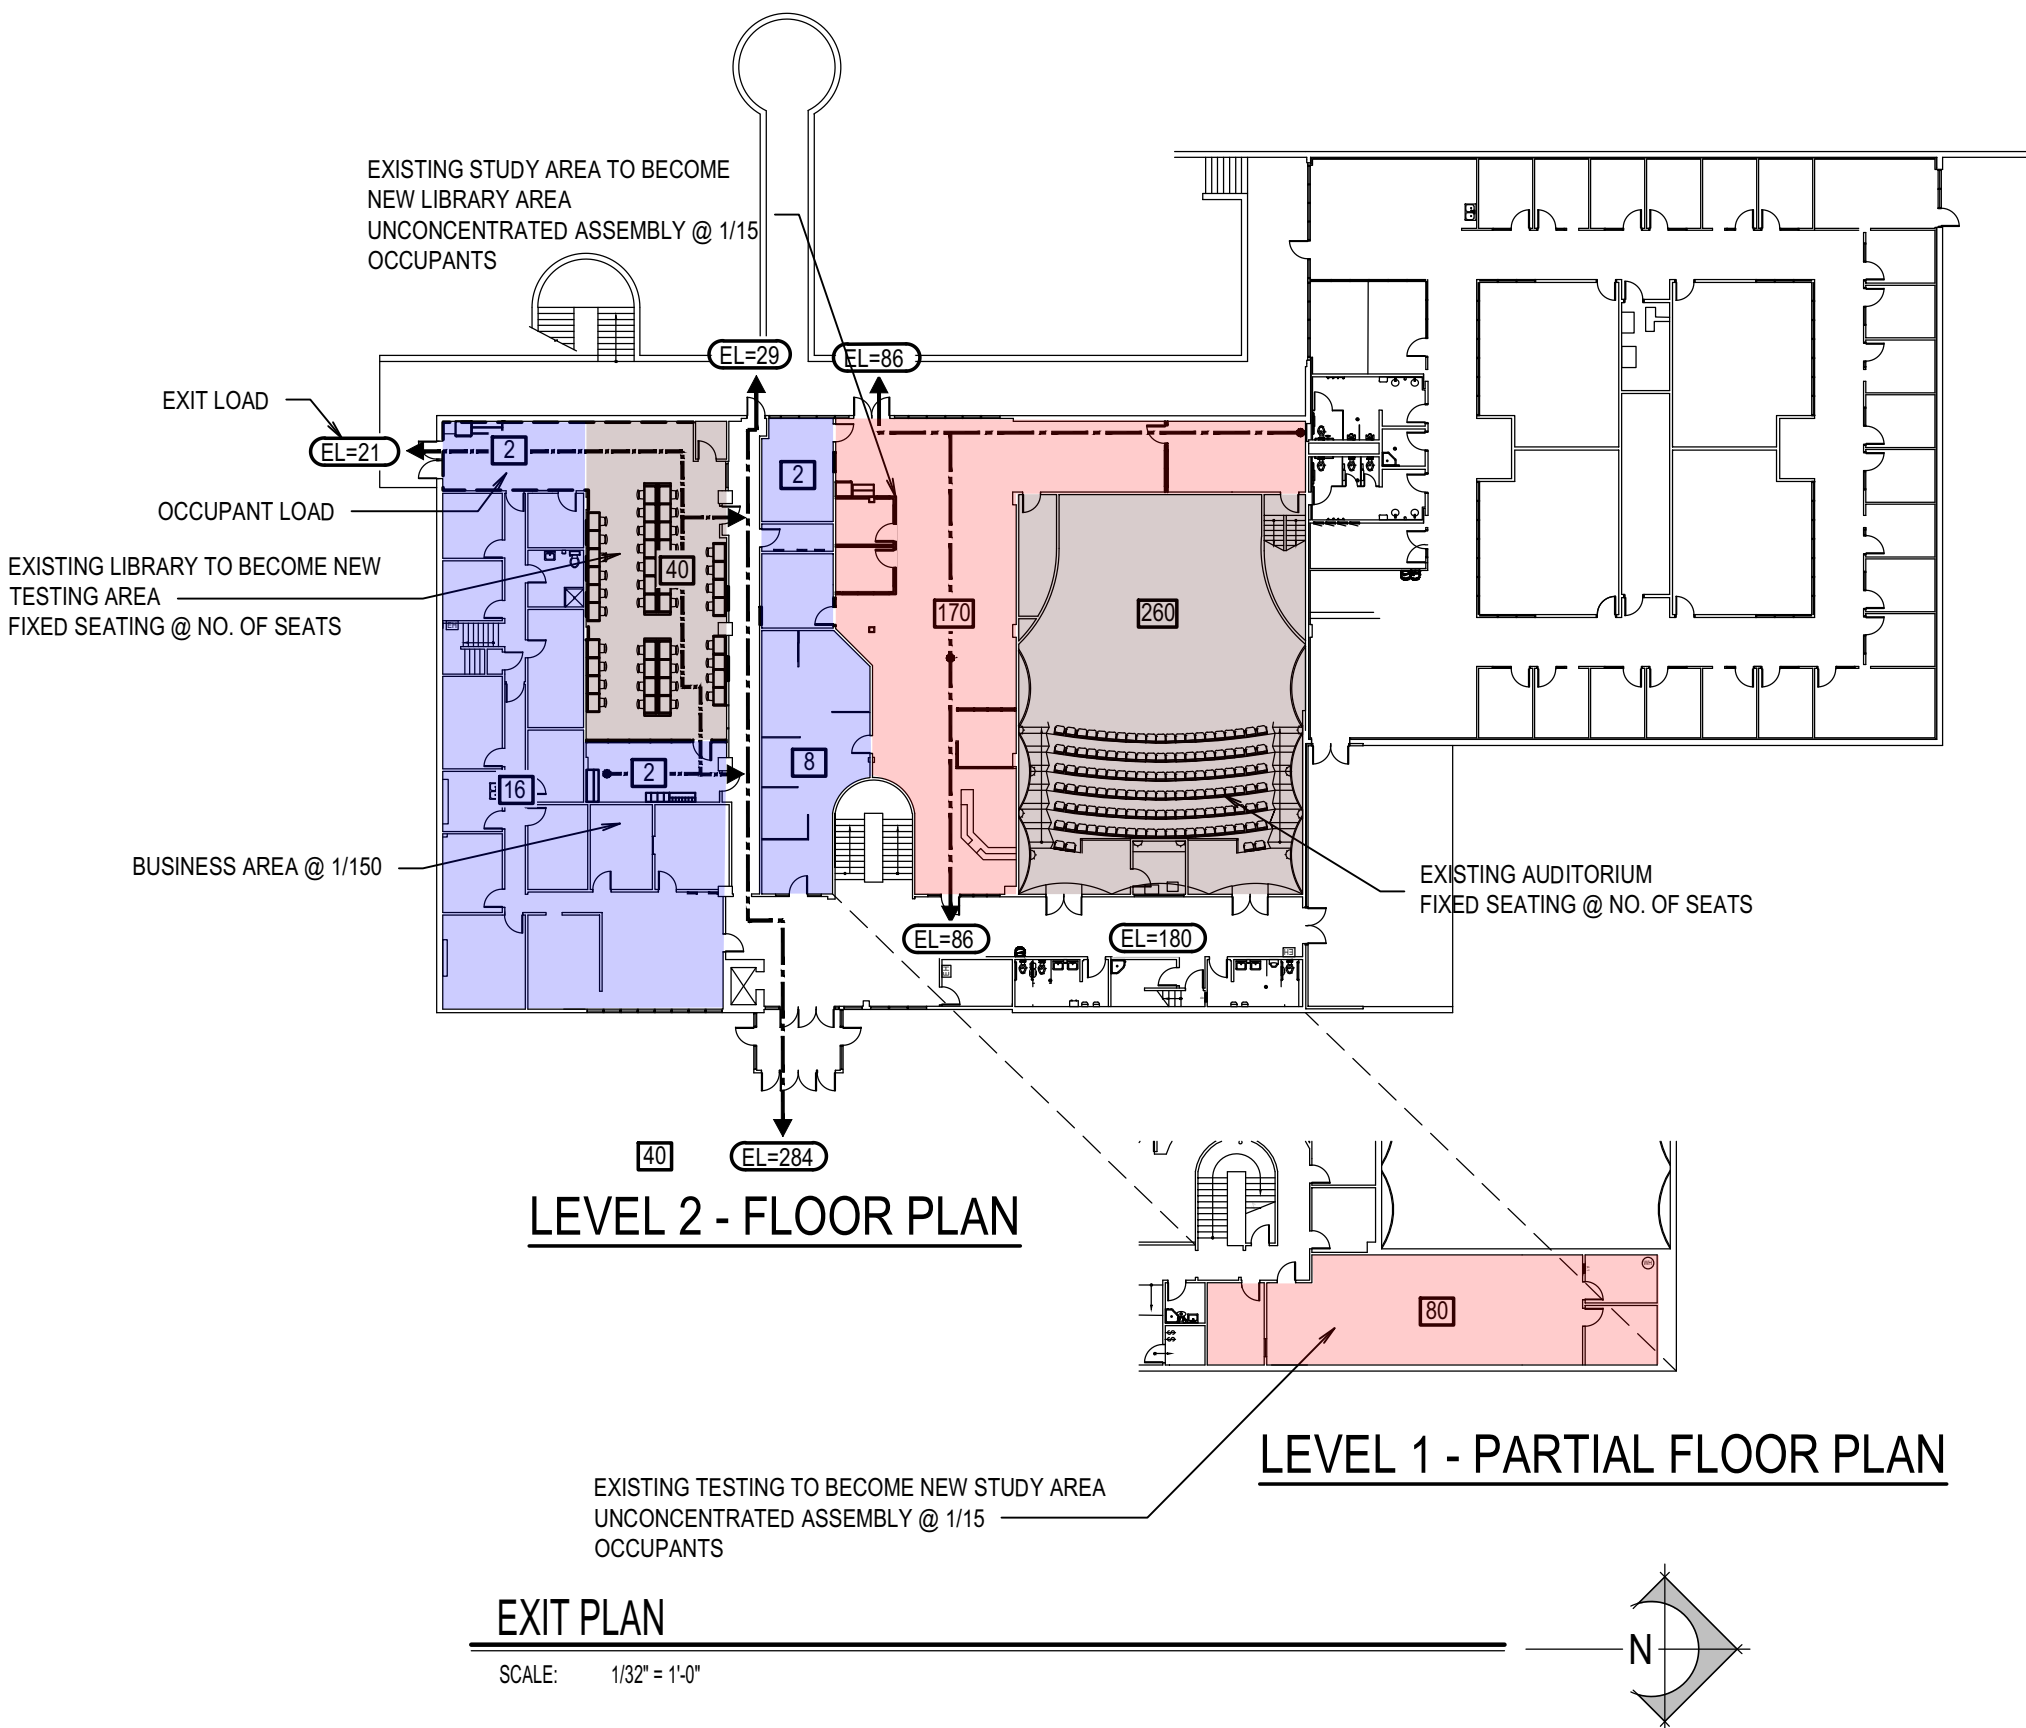 EXISTING STUDY AREA TO BECOME
NEW LIBRARY AREA
UNCONCENTRATED ASSEMBLY @ 1/15
OCCUPANTS
EL=29
EL=86
EXIT LOAD
EL=21
2
2
OCCUPANT LOAD
EXISTING LIBRARY TO BECOME NEW
TESTING AREA
FIXED SEATING @ NO. OF SEATS
40
170
260
8
2
16
BUSINESS AREA @ 1/150
EXISTING AUDITORIUM
FIXED SEATING @ NO. OF SEATS
EL=86
EL=180
40
EL=284
LEVEL 2 - FLOOR PLAN
80
LEVEL 1 - PARTIAL FLOOR PLAN
EXISTING TESTING TO BECOME NEW STUDY AREA
UNCONCENTRATED ASSEMBLY @ 1/15
OCCUPANTS
EXIT PLAN
SCALE: 1/32" = 1'-0"
N